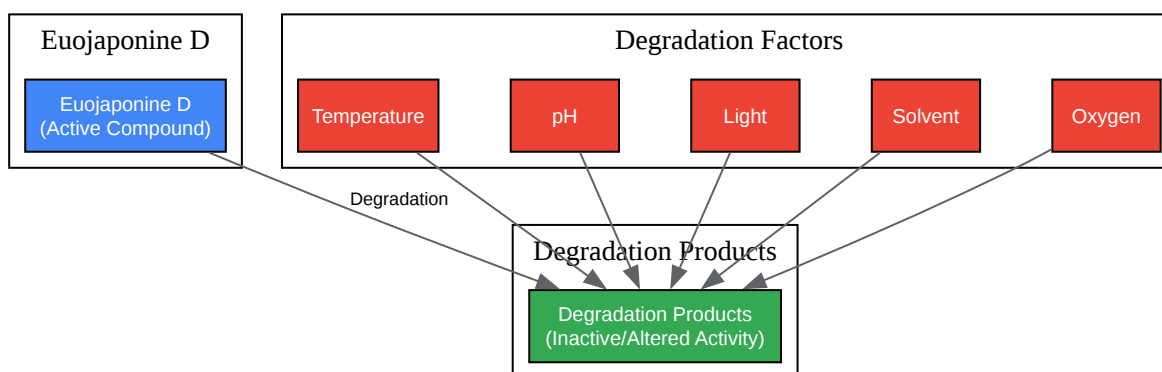 Euojaponine D
Degradation Factors
Euojaponine D
(Active Compound)
Temperature
pH
Light
Solvent
Oxygen
Degradation
Degradation Products
Degradation Products
(Inactive/Altered Activity)